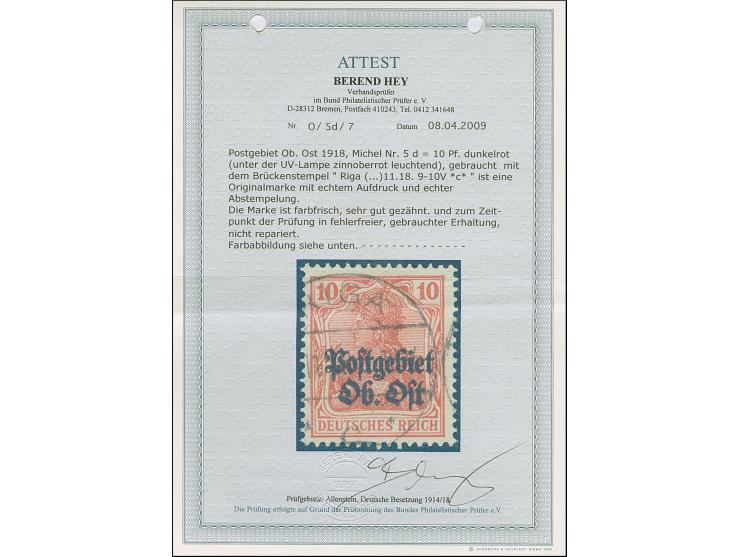 ATTEST
BEREND HEY
Verbandsprüfer
im Bund Philatelistischer Prüfer e. V.
D-28312 Bremen, Postfach 410243, Tel. 0412 341648
Nr. O/ 5d/ 7 Datum 08.04.2009
Postgebiet Ob. Ost 1918, Michel Nr. 5 d = 10 Pf. dunkelrot
(unter der UV-Lampe zinnoberrot leuchtend), gebraucht mit
dem Brückenstempel " Riga (...)11.18. 9-10V *c* " ist eine
Originalmarke mit echtem Aufdruck und echter
Abstempelung.
Die Marke ist farbfrisch, sehr gut gezähnt. und zum Zeit-
punkt der Prüfung in fehlerfreier, gebrauchter Erhaltung,
nicht repariert.
Farbabbildung siehe unten. - - - - - - - - - - - - - -
10 10
Postgebiet
Ob. Ost
DEUTSCHES REICH
BEREND HEY
BPP
Prüfgebiete: Allenstein, Deutsche Besetzung 1914/18
Die Prüfung erfolgte auf Grund der Prüfordnung des Bundes Philatelistischer Prüfer e.V.